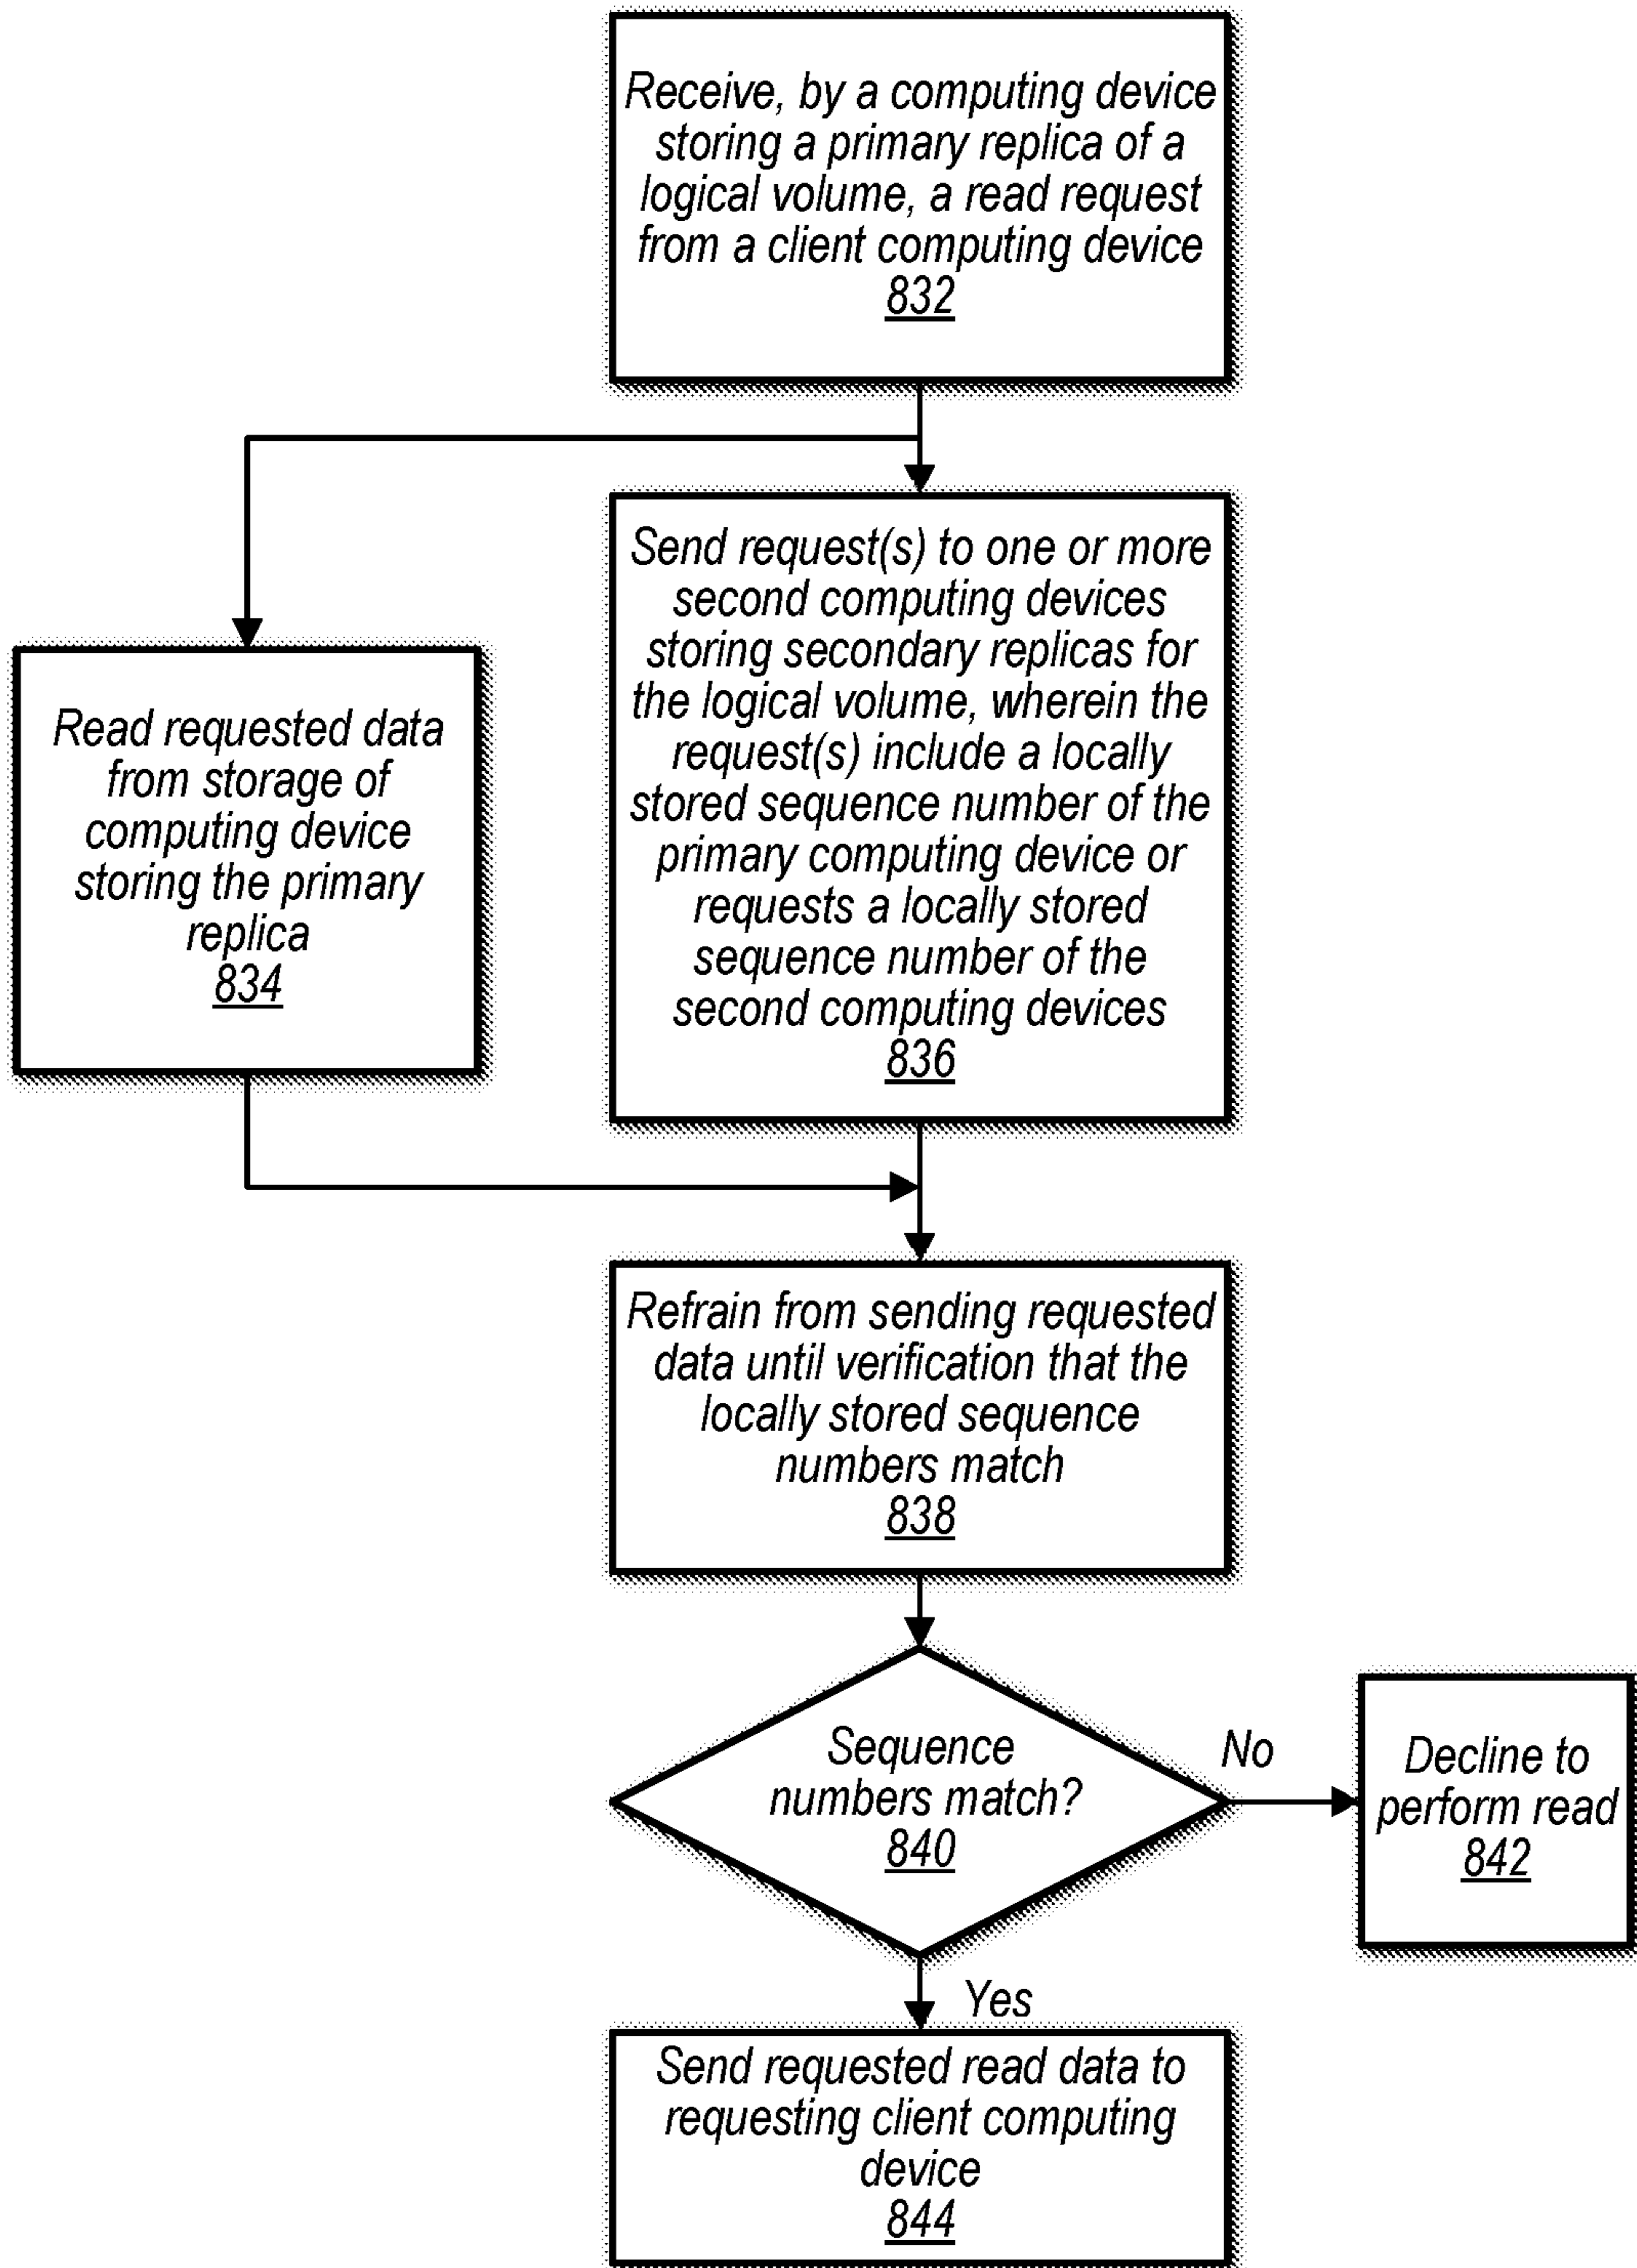 Receive, by a computing device
storing a primary replica of a
logical volume, a read request
from a client computing device
832
Read requested data
from storage of
computing device
storing the primary
replica
834
Send request(s) to one or more
second computing devices
storing secondary replicas for
the logical volume, wherein the
request(s) include a locally
stored sequence number of the
primary computing device or
requests a locally stored
sequence number of the
second computing devices
836
Refrain from sending requested
data until verification that the
locally stored sequence
numbers match
838
Sequence
numbers match?
840
No
Decline to
perform read
842
Yes
Send requested read data to
requesting client computing
device
844